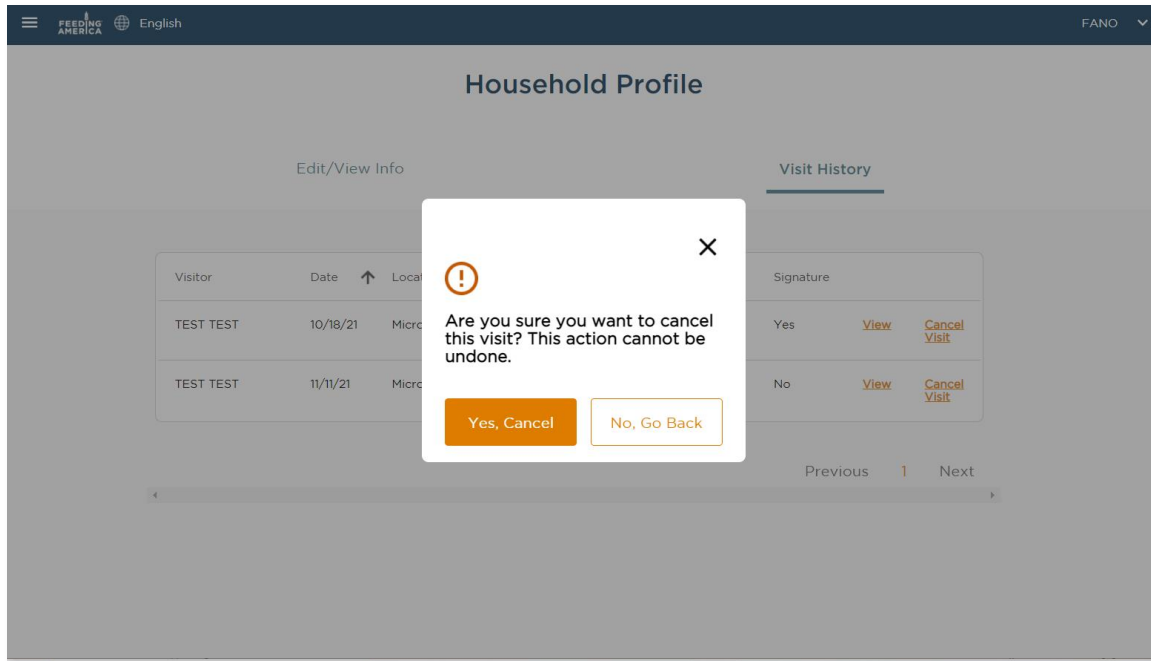 FEEDING AMERICA English FANO
Household Profile
Edit/View Info Visit History
Visitor Date Signature
TEST TEST 10/18/21 Yes View Cancel Visit
TEST TEST 11/11/21 No View Cancel Visit
Are you sure you want to cancel
this visit? This action cannot be
undone.
Yes, Cancel No, Go Back
Previous 1 Next